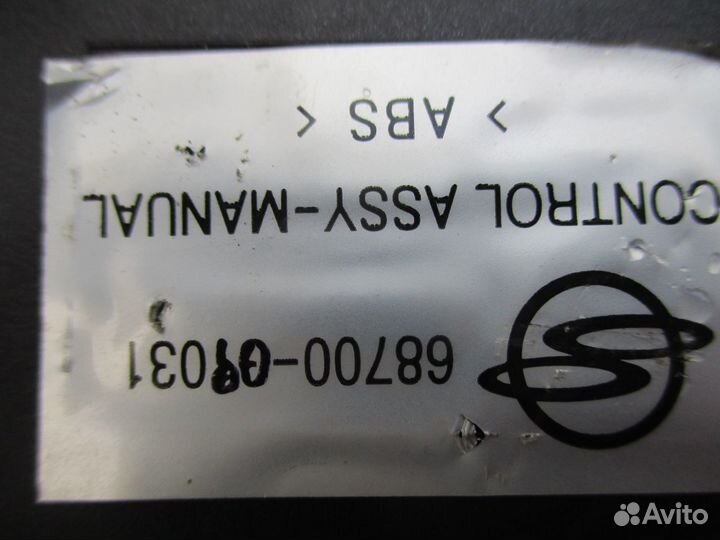 68700-09031
CONTROL ASSY-MANUAL
> ABS <
Avito